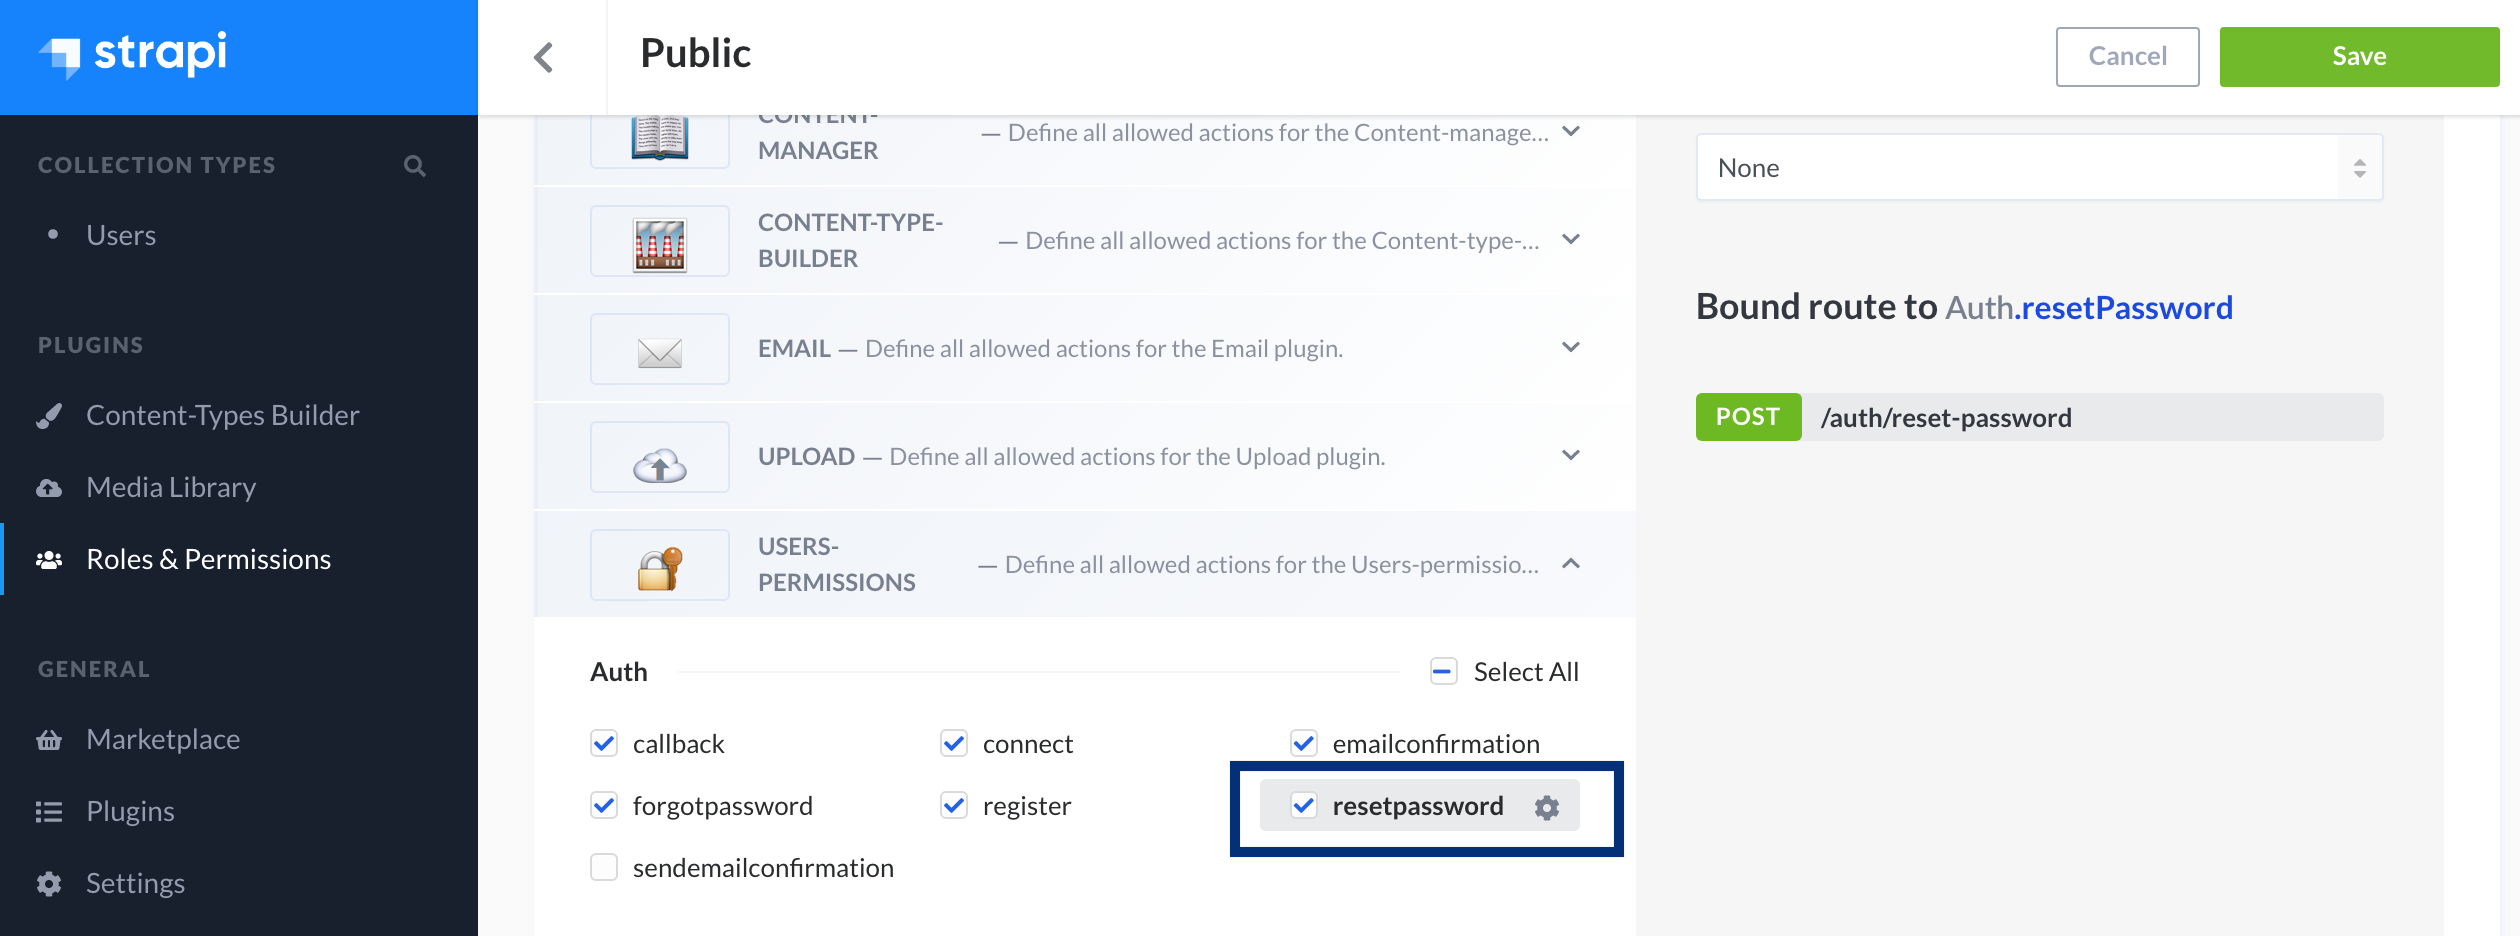 strapi
COLLECTION TYPES
Users
PLUGINS
Content-Types Builder
Media Library
Roles & Permissions
GENERAL
Marketplace
Plugins
Settings
Public
Cancel
Save
CONTENT-
MANAGER
— Define all allowed actions for the Content-manage...
CONTENT-TYPE-
BUILDER
— Define all allowed actions for the Content-type-...
EMAIL — Define all allowed actions for the Email plugin.
UPLOAD — Define all allowed actions for the Upload plugin.
USERS-
PERMISSIONS
— Define all allowed actions for the Users-permissio...
Auth
Select All
callback
connect
emailconfirmation
forgotpassword
register
resetpassword
sendemailconfirmation
None
Bound route to Auth.resetPassword
POST /auth/reset-password